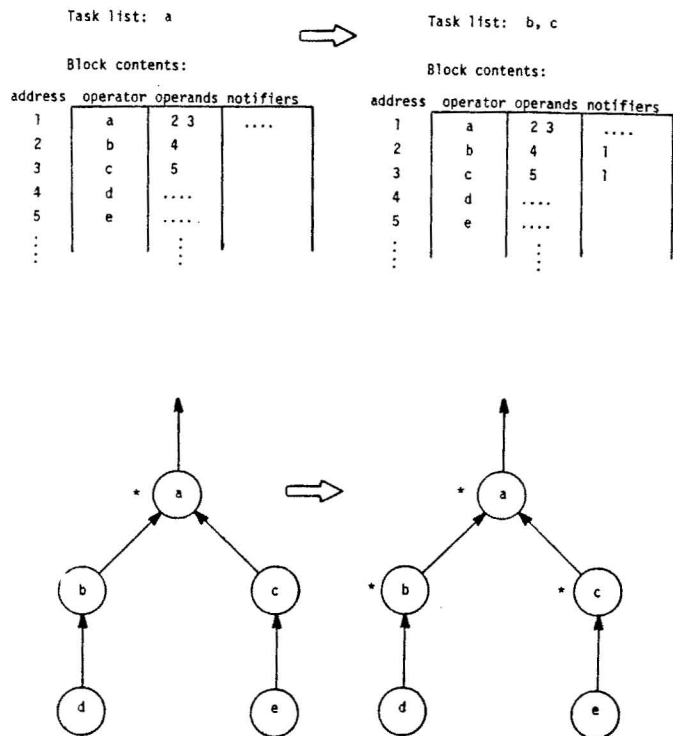 Task list: a
Block contents:
address operator operands notifiers
1 a 2 3 ....
2 b 4
3 c 5
4 d ....
5 e .....
Task list: b, c
Block contents:
address operator operands notifiers
1 a 2 3 ....
2 b 4 1
3 c 5 1
4 d ....
5 e ....
* a
b c
d e
* a
* b * c
d e